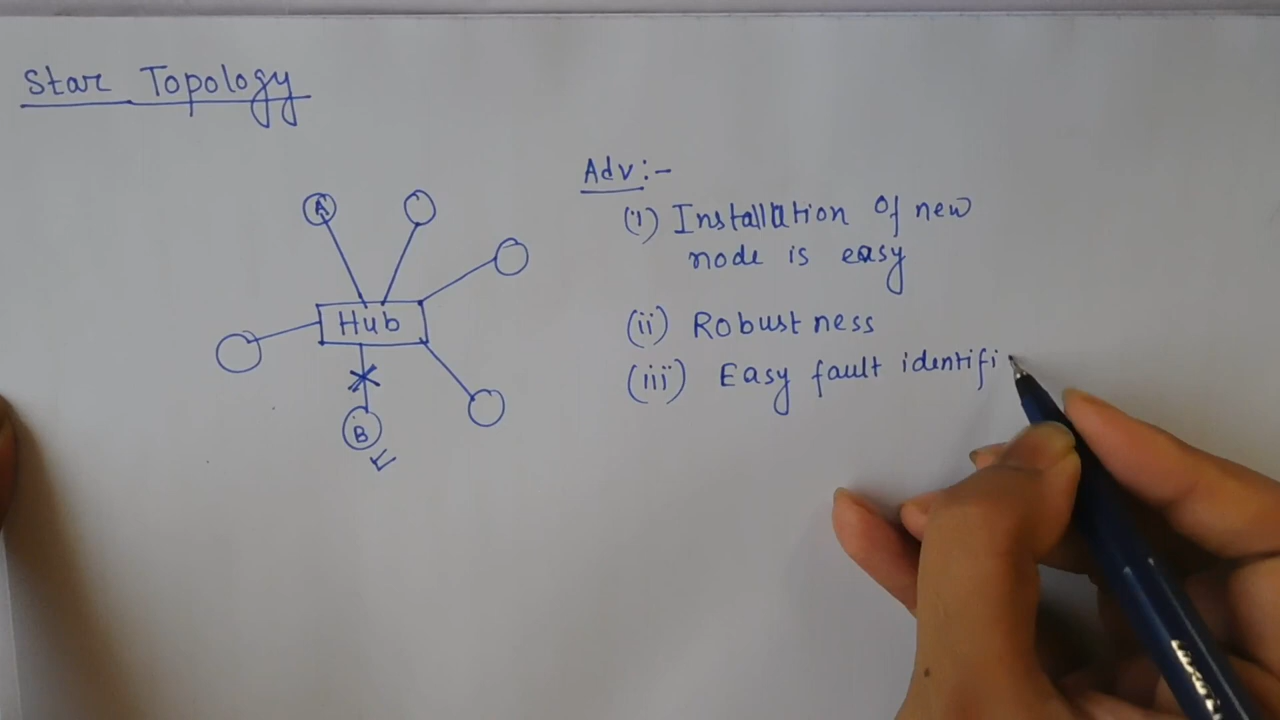 Star Topology
Adv:-
(i) Installation Of new
node is easy
(ii) Robustness
(iii) Easy fault identifi
A
Hub
B